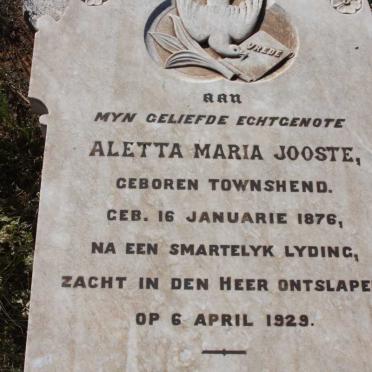 VREDE
AAN
MYN GELIEFDE ECHTGENOTE
ALETTA MARIA JOOSTE,
GEBOREN TOWNSHEND.
GEB. 16 JANUARIE 1876,
NA EEN SMARTELYK LYDING,
ZACHT IN DEN HEER ONTSLAPE
OP 6 APRIL 1929.